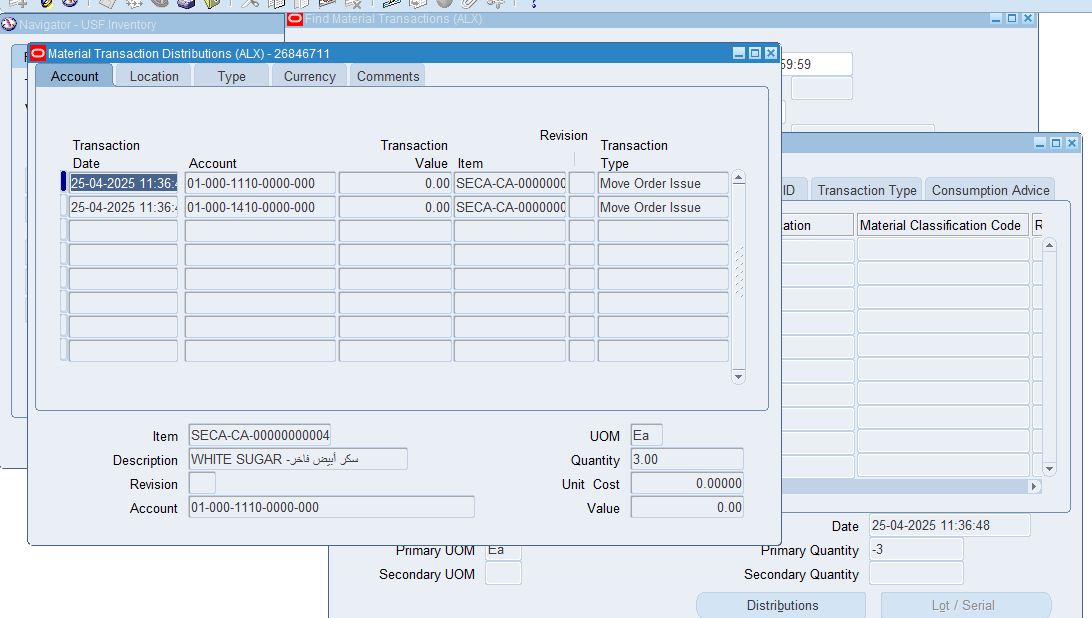 Navigator - USF.Inventory
Find Material Transactions (ALX)
Material Transaction Distributions (ALX) - 26846711
Account Location Type Currency Comments
Transaction Date Account Transaction Value Item Revision Transaction Type
25-04-2025 11:36:4 01-000-1110-0000-000 0.00 SECA-CA-0000000 Move Order Issue
25-04-2025 11:36:4 01-000-1410-0000-000 0.00 SECA-CA-0000000 Move Order Issue
Item SECA-CA-00000000004 UOM Ea
Description WHITE SUGAR -سكر أبيض فاخر Quantity 3.00
Revision Unit Cost 0.00000
Account 01-000-1110-0000-000 Value 0.00
59:59
ID Transaction Type Consumption Advice
ation Material Classification Code R
Date 25-04-2025 11:36:48
Primary UOM Ea Primary Quantity -3
Secondary UOM Secondary Quantity
Distributions Lot / Serial